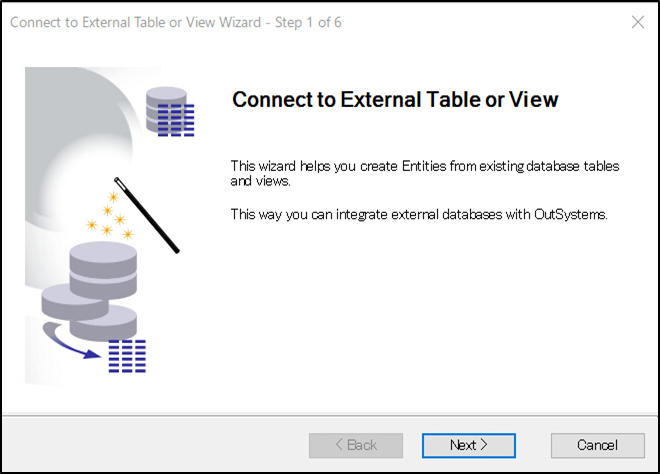 Connect to External Table or View Wizard - Step 1 of 6
Connect to External Table or View
This wizard helps you create Entities from existing database tables
and views.
This way you can integrate external databases with OutSystems.
< Back
Next >
Cancel